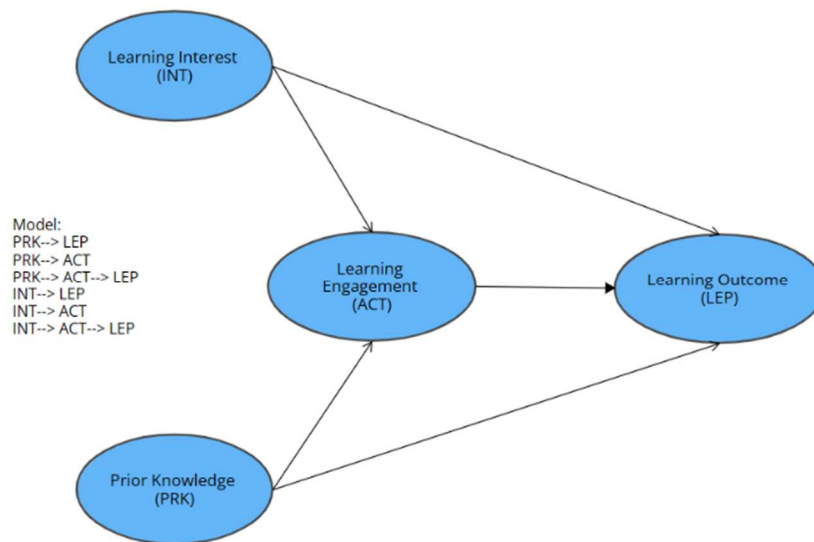 Learning Interest
(INT)
Model:
PRK--> LEP
PRK--> ACT
PRK--> ACT--> LEP
INT--> LEP
INT--> ACT
INT--> ACT--> LEP
Learning
Engagement
(ACT)
Learning Outcome
(LEP)
Prior Knowledge
(PRK)